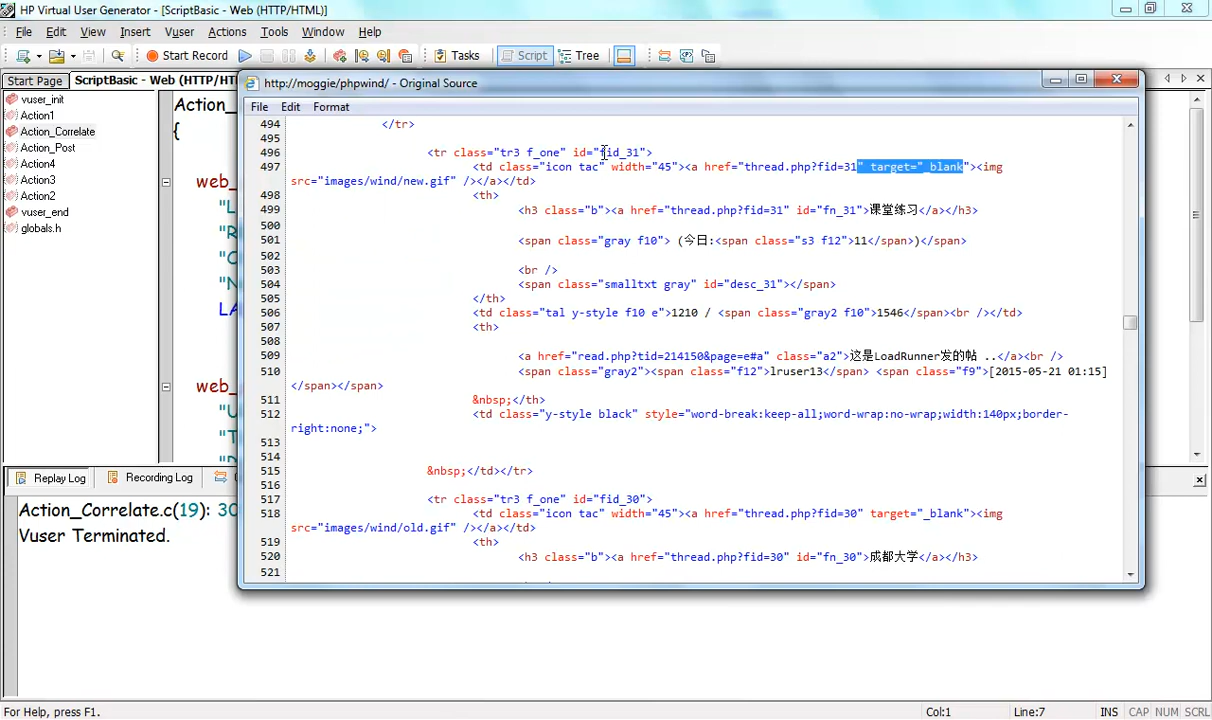 HP Virtual User Generator - [ScriptBasic - Web (HTTP/HTML)]
File Edit View Insert Vuser Actions Tools Window Help
Start Record Tasks Script Tree
Start Page ScriptBasic - Web (HTTP/HT
vuser_init
Action1
Action_Correlate
Action_Post
Action4
Action3
Action2
vuser_end
globals.h
Action_
{
web_
"L
"R
"N
LA
web_
"U
"T
http://moggie/phpwind/ - Original Source
File Edit Format
494 </tr>
495
496 <tr class="tr3 f_one" id="fid_31">
497 <td class="icon tac" width="45"><a href="thread.php?fid=31" target="_blank"><img
src="images/wind/new.gif" /></a></td>
498 <th>
499 <h3 class="b"><a href="thread.php?fid=31" id="fn_31">课堂练习</a></h3>
500
501 <span class="gray f10"> (今日:<span class="s3 f12">11</span>)</span>
502
503 <br />
504 <span class="smalltxt gray" id="desc_31"></span>
505 </th>
506 <td class="tal y-style f10 e">1210 / <span class="gray2 f10">1546</span><br /></td>
507 <th>
508
509 <a href="read.php?tid=214150&page=e#a" class="a2">这是LoadRunner发的帖 ..</a><br />
510 <span class="gray2"><span class="f12">lruser13</span> <span class="f9">[2015-05-21 01:15]
</span></span>
511 &nbsp;</th>
512 <td class="y-style black" style="word-break:keep-all;word-wrap:no-wrap;width:140px;border-
right:none;">
513
514
515 &nbsp;</td></tr>
516
517 <tr class="tr3 f_one" id="fid_30">
518 <td class="icon tac" width="45"><a href="thread.php?fid=30" target="_blank"><img
src="images/wind/old.gif" /></a></td>
519 <th>
520 <h3 class="b"><a href="thread.php?fid=30" id="fn_30">成都大学</a></h3>
521
Replay Log Recording Log
Action_Correlate.c(19): 30
Vuser Terminated.
For Help, press F1. Col:1 Line:7 INS CAP NUM SCRL